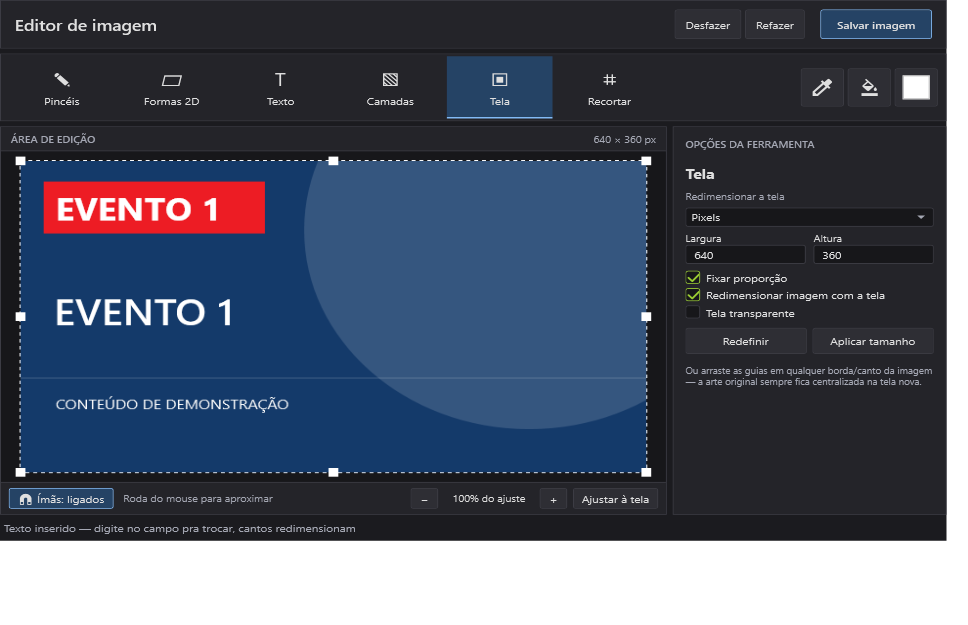 Editor de imagem
Desfazer
Refazer
Salvar imagem
Pincéis
Formas 2D
Texto
Camadas
Tela
Recortar
ÁREA DE EDIÇÃO
640 × 360 px
EVENTO 1
EVENTO 1
CONTEÚDO DE DEMONSTRAÇÃO
Ímãs: ligados
Roda do mouse para aproximar
−
100% do ajuste
+
Ajustar à tela
Texto inserido — digite no campo pra trocar, cantos redimensionam
OPÇÕES DA FERRAMENTA
Tela
Redimensionar a tela
Pixels
Largura
Altura
640
360
Fixar proporção
Redimensionar imagem com a tela
Tela transparente
Redefinir
Aplicar tamanho
Ou arraste as guias em qualquer borda/canto da imagem
— a arte original sempre fica centralizada na tela nova.